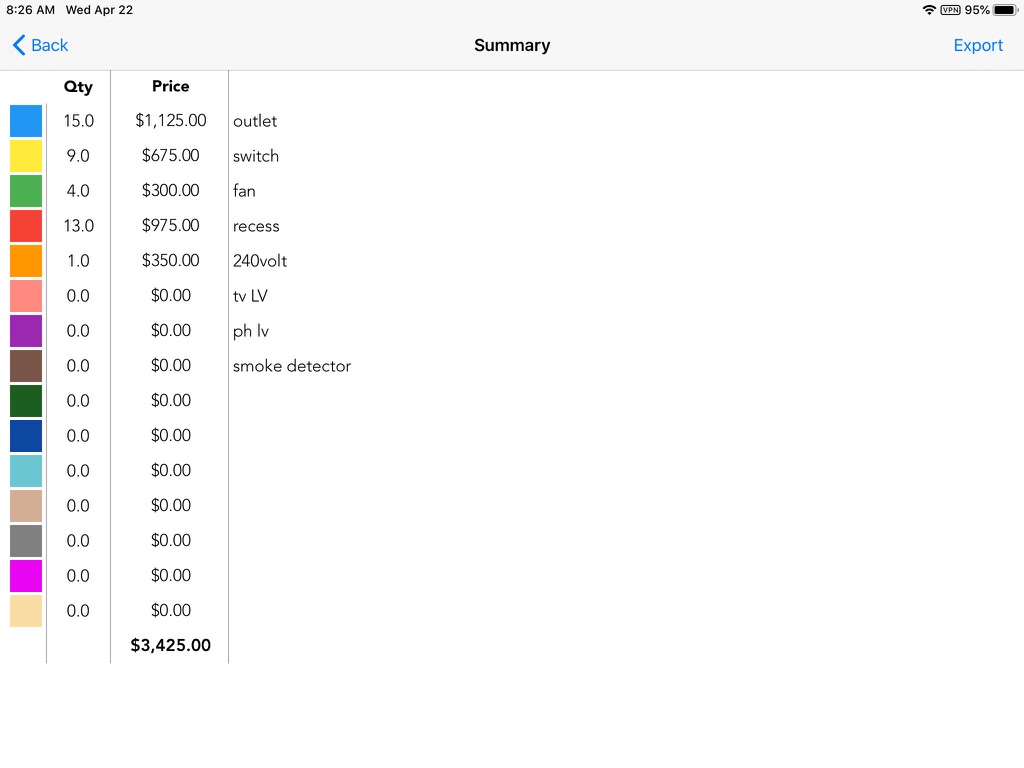 8:26 AM Wed Apr 22 VPN 95%
Back Summary Export
Qty Price
15.0 $1,125.00 outlet
9.0 $675.00 switch
4.0 $300.00 fan
13.0 $975.00 recess
1.0 $350.00 240volt
0.0 $0.00 tv LV
0.0 $0.00 ph lv
0.0 $0.00 smoke detector
0.0 $0.00
0.0 $0.00
0.0 $0.00
0.0 $0.00
0.0 $0.00
0.0 $0.00
0.0 $0.00
$3,425.00